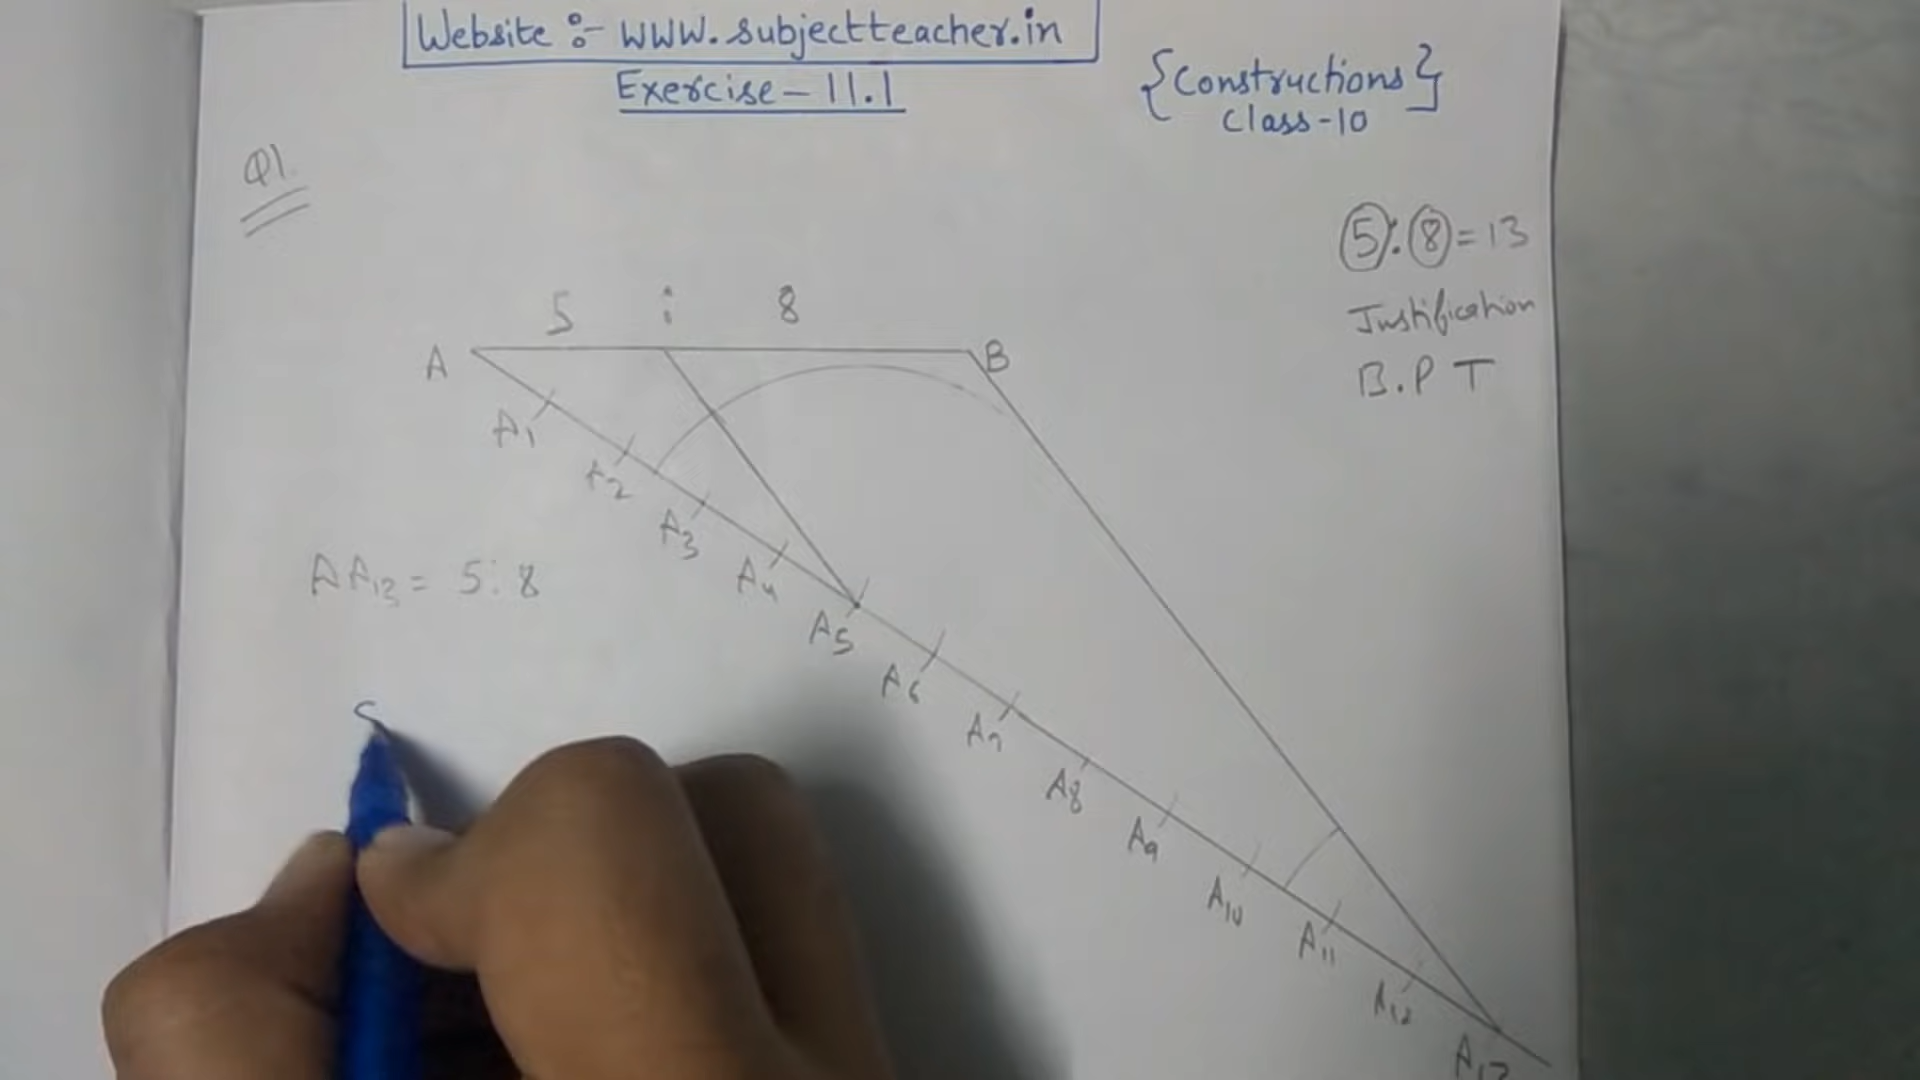 Website :- www.subjectteacher.in
Exercise - 11.1
{Constructions}
Class-10
Q1.
5 : 8 = 13
Justification
B.P T
5 : 8
A
B
A1
A2
A3
A4
A5
A6
A7
A8
A9
A10
A11
A12
A13
AA13 = 5:8